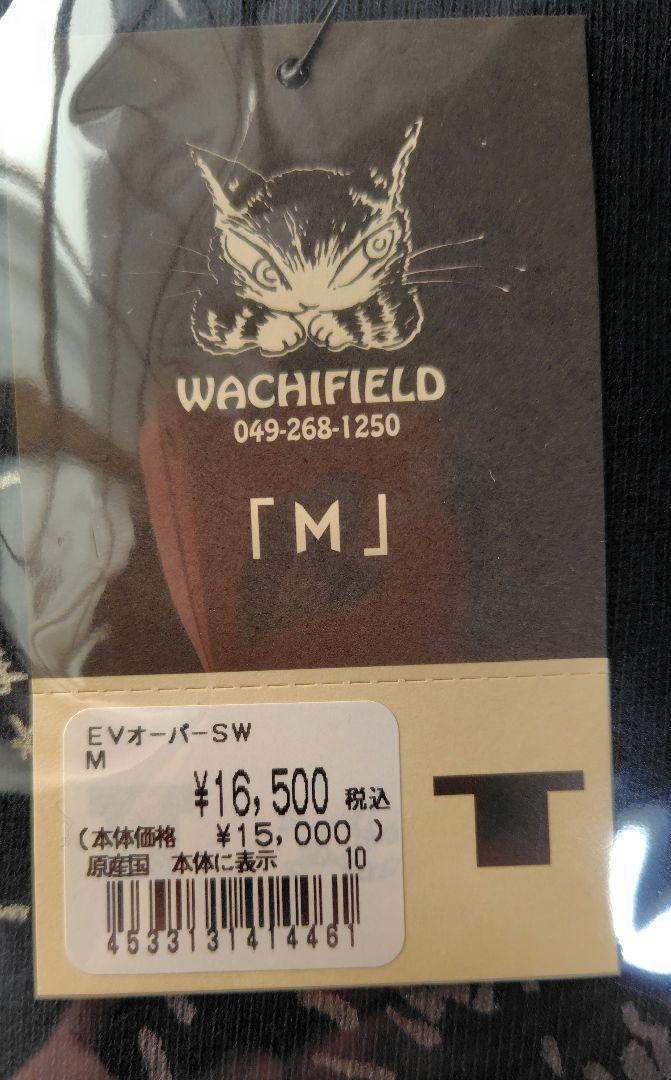 WACHIFIELD
049-268-1250
「M」
EVオーバーSW
M
¥16,500 税込
(本体価格 ¥15,000 )
原産国 本体に表示 10
4533131414461